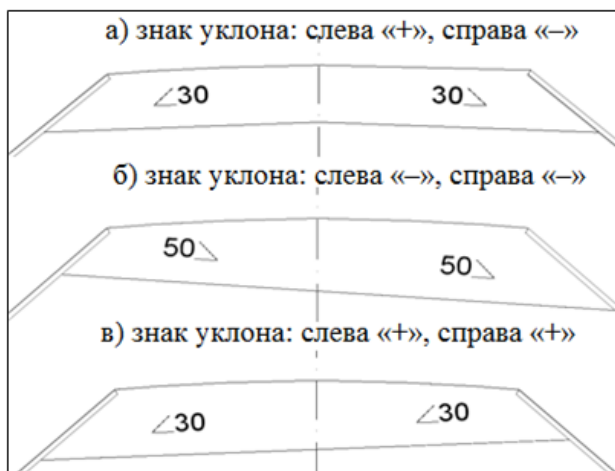 а) знак уклона: слева «+», справа «–»
30 30
б) знак уклона: слева «–», справа «–»
50 50
в) знак уклона: слева «+», справа «+»
30 30